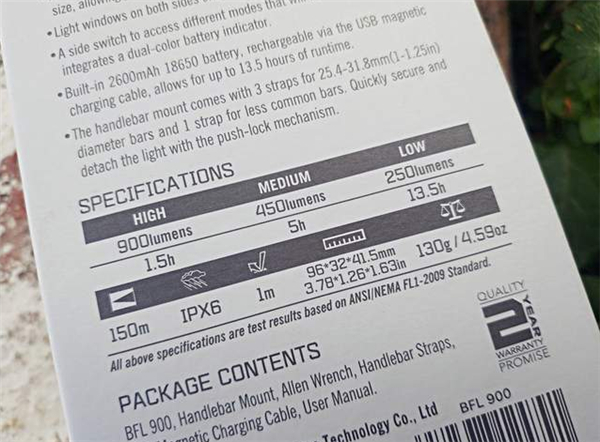 size, allowing
•Light windows on both sides of
•A side switch to access different modes that
integrates a dual-color battery indicator.
•Built-in 2600mAh 18650 battery, rechargeable via the USB magnetic
charging cable, allows for up to 13.5 hours of runtime.
•The handlebar mount comes with 3 straps for 25.4-31.8mm(1-1.25in)
diameter bars and 1 strap for less common bars. Quickly secure and
detach the light with the push-lock mechanism.
SPECIFICATIONS
HIGH MEDIUM LOW
900lumens 450lumens 250lumens
1.5h 5h 13.5h
150m IPX6 1m 96*32*41.5mm 130g / 4.59oz
3.78*1.26*1.63in
All above specifications are test results based on ANSI/NEMA FL1-2009 Standard.
QUALITY
2 YEAR
WARRANTY
PROMISE
PACKAGE CONTENTS
BFL 900, Handlebar Mount, Allen Wrench, Handlebar Straps,
Magnetic Charging Cable, User Manual.
Technology Co., Ltd
BFL 900